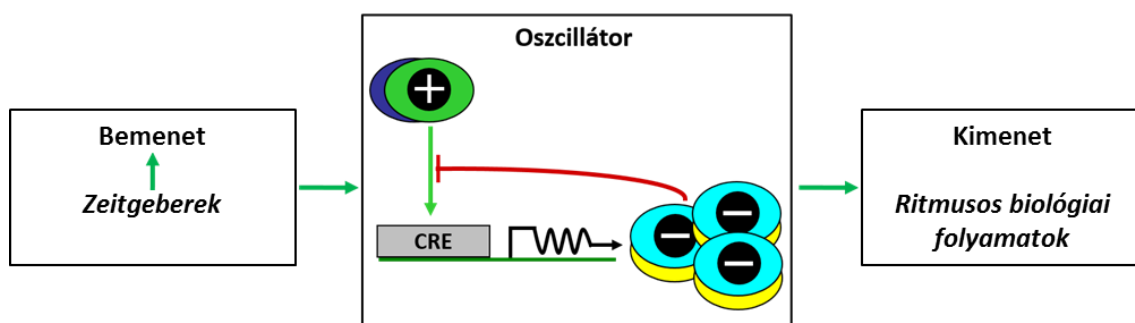 Oszcillátor
Bemenet
Zeitgeberek
+
CRE
−
−
−
Kimenet
Ritmusos biológiai
folyamatok